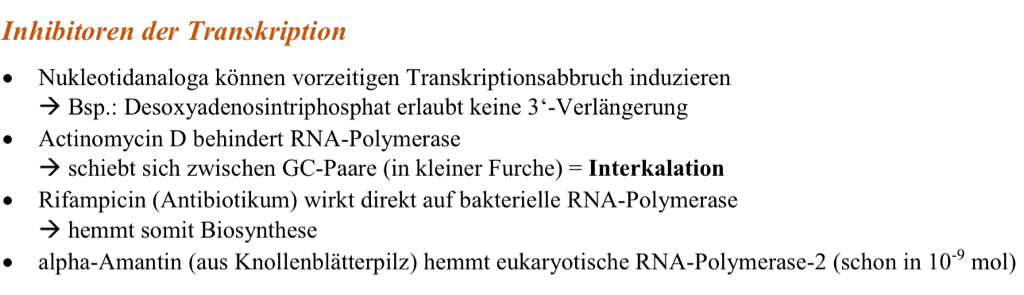 Inhibitoren der Transkription
• Nukleotidanaloga können vorzeitigen Transkriptionsabbruch induzieren
→ Bsp.: Desoxyadenosintriphosphat erlaubt keine 3‘-Verlängerung
• Actinomycin D behindert RNA-Polymerase
→ schiebt sich zwischen GC-Paare (in kleiner Furche) = Interkalation
• Rifampicin (Antibiotikum) wirkt direkt auf bakterielle RNA-Polymerase
→ hemmt somit Biosynthese
• alpha-Amantin (aus Knollenblätterpilz) hemmt eukaryotische RNA-Polymerase-2 (schon in 10⁻⁹ mol)